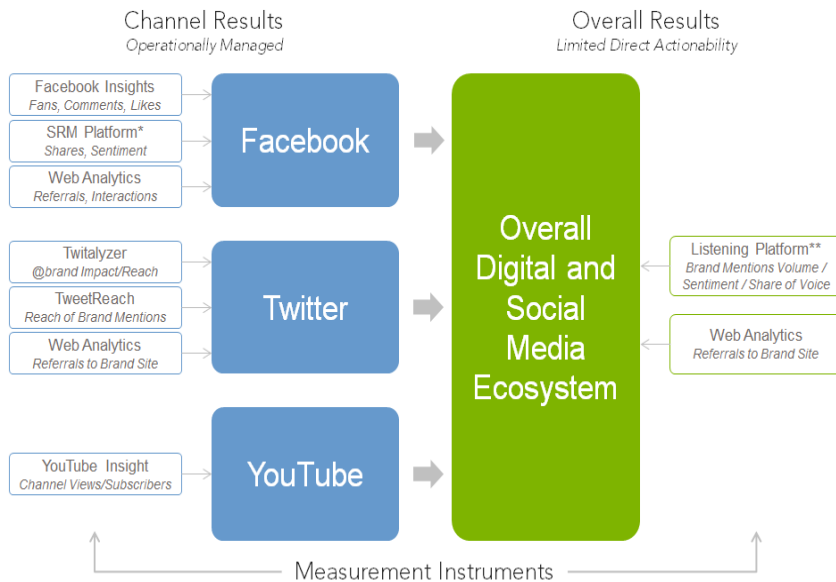 Channel Results
Operationally Managed
Overall Results
Limited Direct Actionability
Facebook Insights
Fans, Comments, Likes
SRM Platform*
Shares, Sentiment
Web Analytics
Referrals, Interactions
Facebook
Twitalyzer
@brand Impact/Reach
TweetReach
Reach of Brand Mentions
Web Analytics
Referrals to Brand Site
Twitter
YouTube Insight
Channel Views/Subscribers
YouTube
Overall
Digital and
Social
Media
Ecosystem
Listening Platform**
Brand Mentions Volume /
Sentiment / Share of Voice
Web Analytics
Referrals to Brand Site
Measurement Instruments